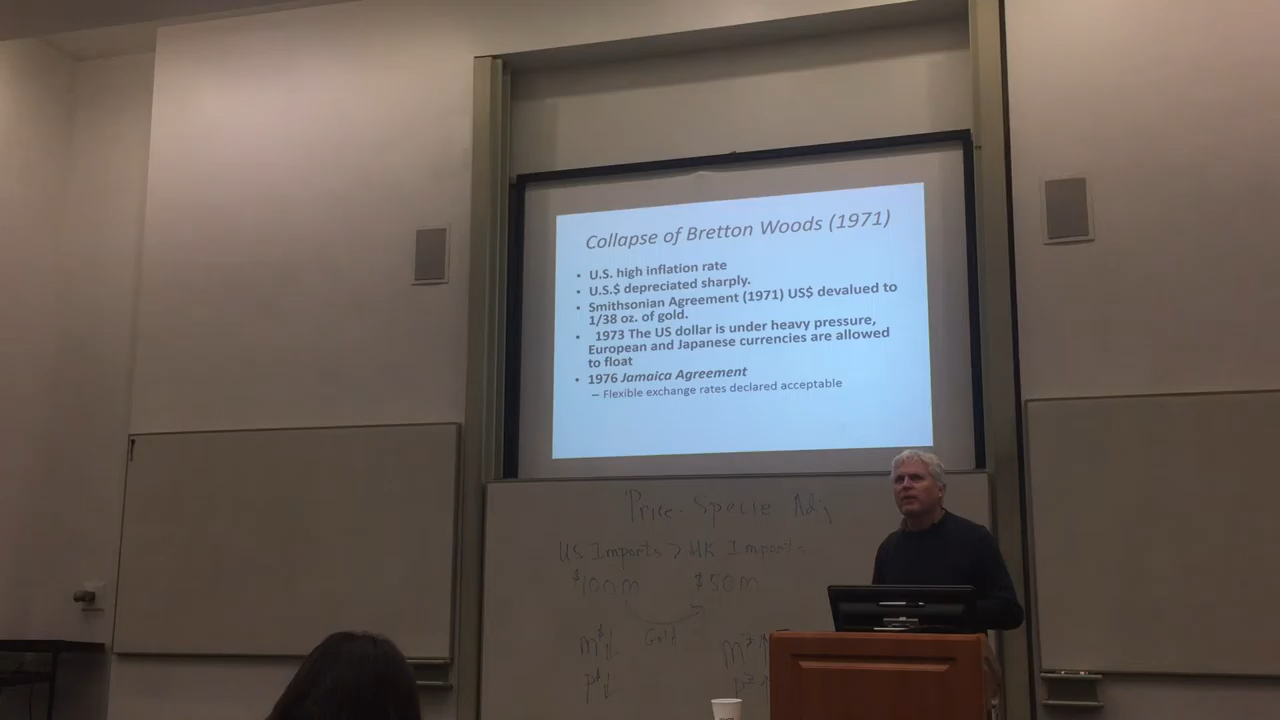 Collapse of Bretton Woods (1971)
• U.S. high inflation rate
• U.S.$ depreciated sharply.
• Smithsonian Agreement (1971) US$ devalued to
1/38 oz. of gold.
• 1973 The US dollar is under heavy pressure,
European and Japanese currencies are allowed
to float
• 1976 Jamaica Agreement
– Flexible exchange rates declared acceptable
Price-Specie Adj
US Imports > UK Imports
$100m $50m
Gold
m$↓
P$↓